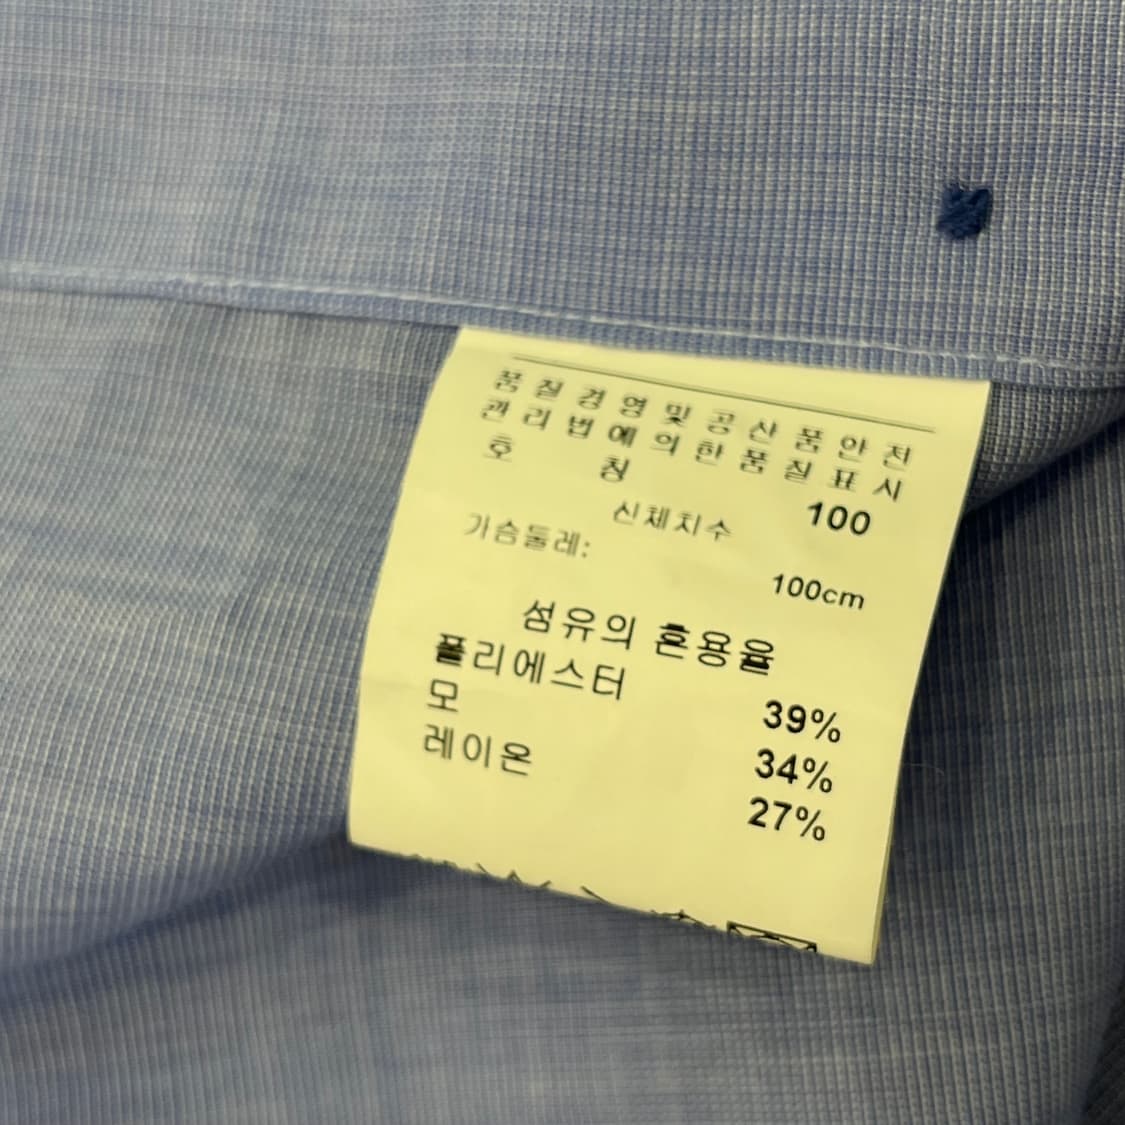 품질경영및공산품안전
관리법에의한품질표시
호 칭 100
신체치수
가슴둘레: 100cm
섬유의 혼용율
폴리에스터 39%
모 34%
레이온 27%